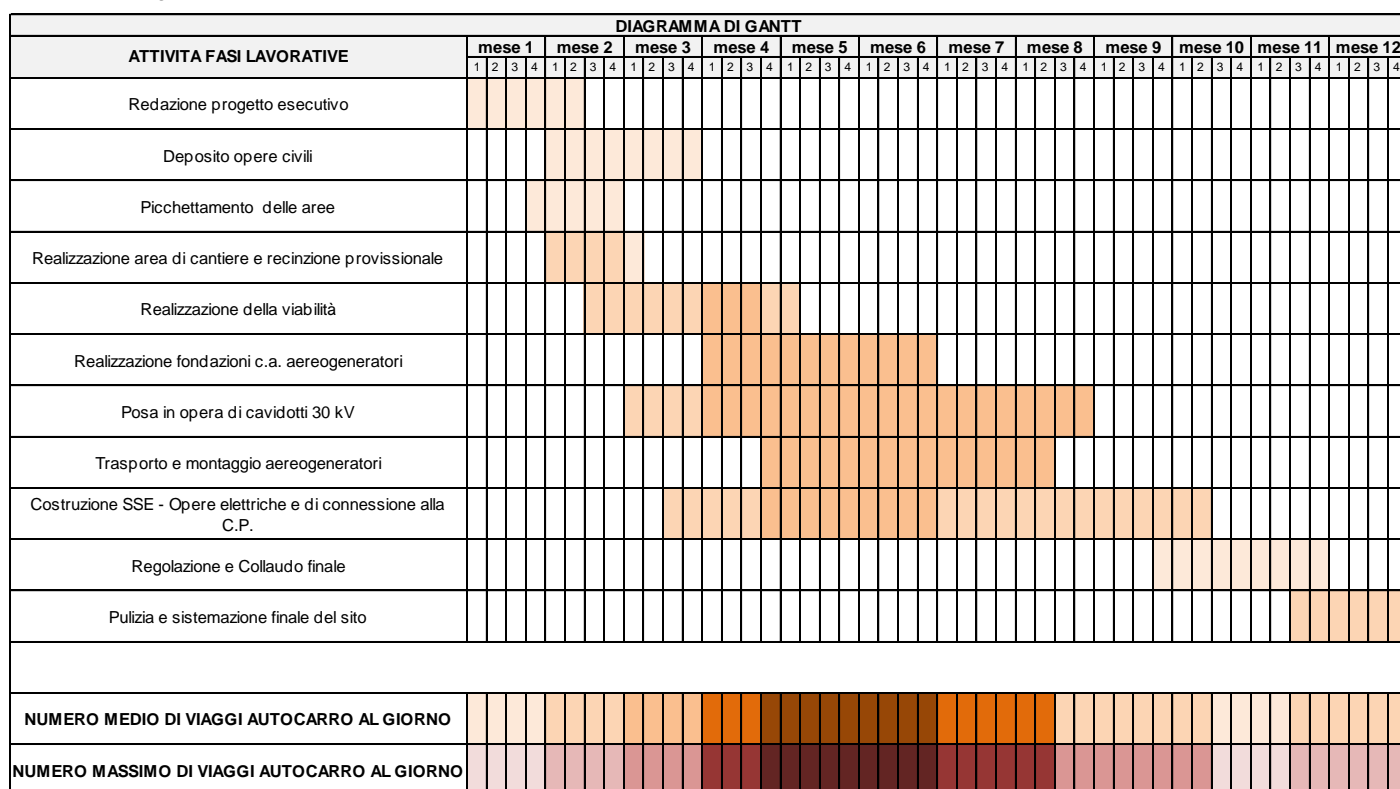 DIAGRAMMA DI GANTT
ATTIVITA FASI LAVORATIVE
mese 1 mese 2 mese 3 mese 4 mese 5 mese 6 mese 7 mese 8 mese 9 mese 10 mese 11 mese 12
1 2 3 4 1 2 3 4 1 2 3 4 1 2 3 4 1 2 3 4 1 2 3 4 1 2 3 4 1 2 3 4 1 2 3 4 1 2 3 4 1 2 3 4 1 2 3 4
Redazione progetto esecutivo
Deposito opere civili
Picchettamento delle aree
Realizzazione area di cantiere e recinzione provissionale
Realizzazione della viabilità
Realizzazione fondazioni c.a. aereogeneratori
Posa in opera di cavidotti 30 kV
Trasporto e montaggio aereogeneratori
Costruzione SSE - Opere elettriche e di connessione alla
C.P.
Regolazione e Collaudo finale
Pulizia e sistemazione finale del sito
NUMERO MEDIO DI VIAGGI AUTOCARRO AL GIORNO
NUMERO MASSIMO DI VIAGGI AUTOCARRO AL GIORNO